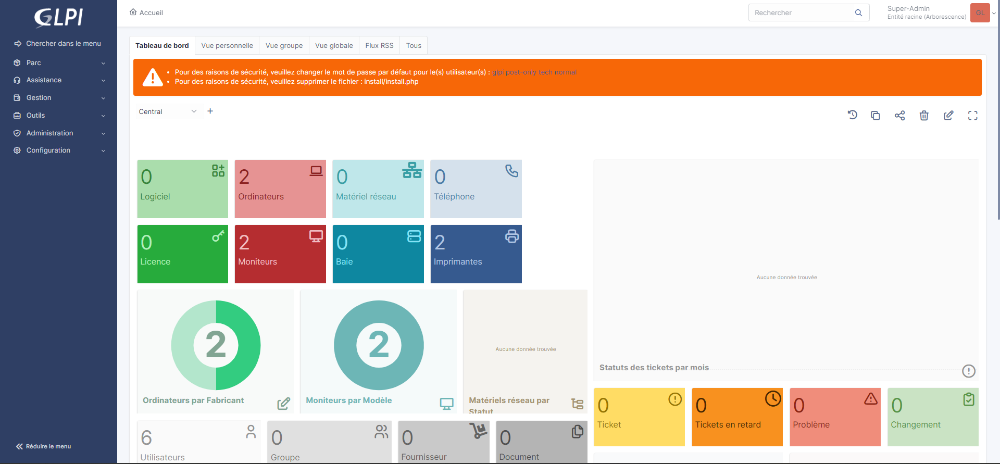 GLPI
Chercher dans le menu
Parc
Assistance
Gestion
Outils
Administration
Configuration
Réduire le menu
Accueil
Rechercher
Super-Admin
Entité racine (Arborescence)
GL
Tableau de bord
Vue personnelle
Vue groupe
Vue globale
Flux RSS
Tous
Pour des raisons de sécurité, veuillez changer le mot de passe par défaut pour le(s) utilisateur(s) : glpi post-only tech normal
Pour des raisons de sécurité, veuillez supprimer le fichier : install/install.php
Central
0
Logiciel
2
Ordinateurs
0
Matériel réseau
0
Téléphone
0
Licence
2
Moniteurs
0
Baie
2
Imprimantes
2
Ordinateurs par Fabricant
2
Moniteurs par Modèle
Aucune donnée trouvée
Matériels réseau par
Statut
6
Utilisateurs
0
Groupe
0
Fournisseur
0
Document
Aucune donnée trouvée
Statuts des tickets par mois
0
Ticket
0
Tickets en retard
0
Problème
0
Changement